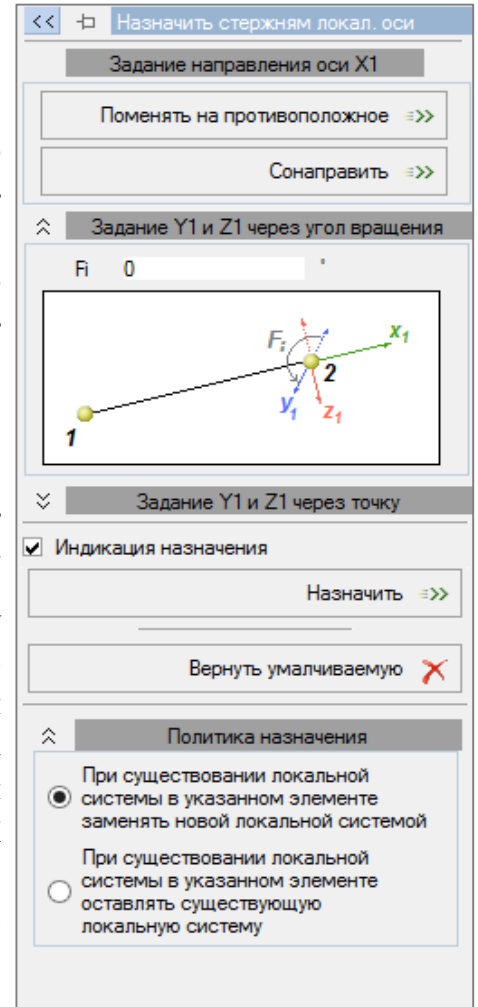 << Назначить стержням локал. оси
Задание направления оси X1
Поменять на противоположное
Сонаправить
Задание Y1 и Z1 через угол вращения
Fi 0 °
Fi x1
2
y1 z1
1
Задание Y1 и Z1 через точку
Индикация назначения
Назначить
Вернуть умалчиваемую
Политика назначения
При существовании локальной
системы в указанном элементе
заменять новой локальной системой
При существовании локальной
системы в указанном элементе
оставлять существующую
локальную систему